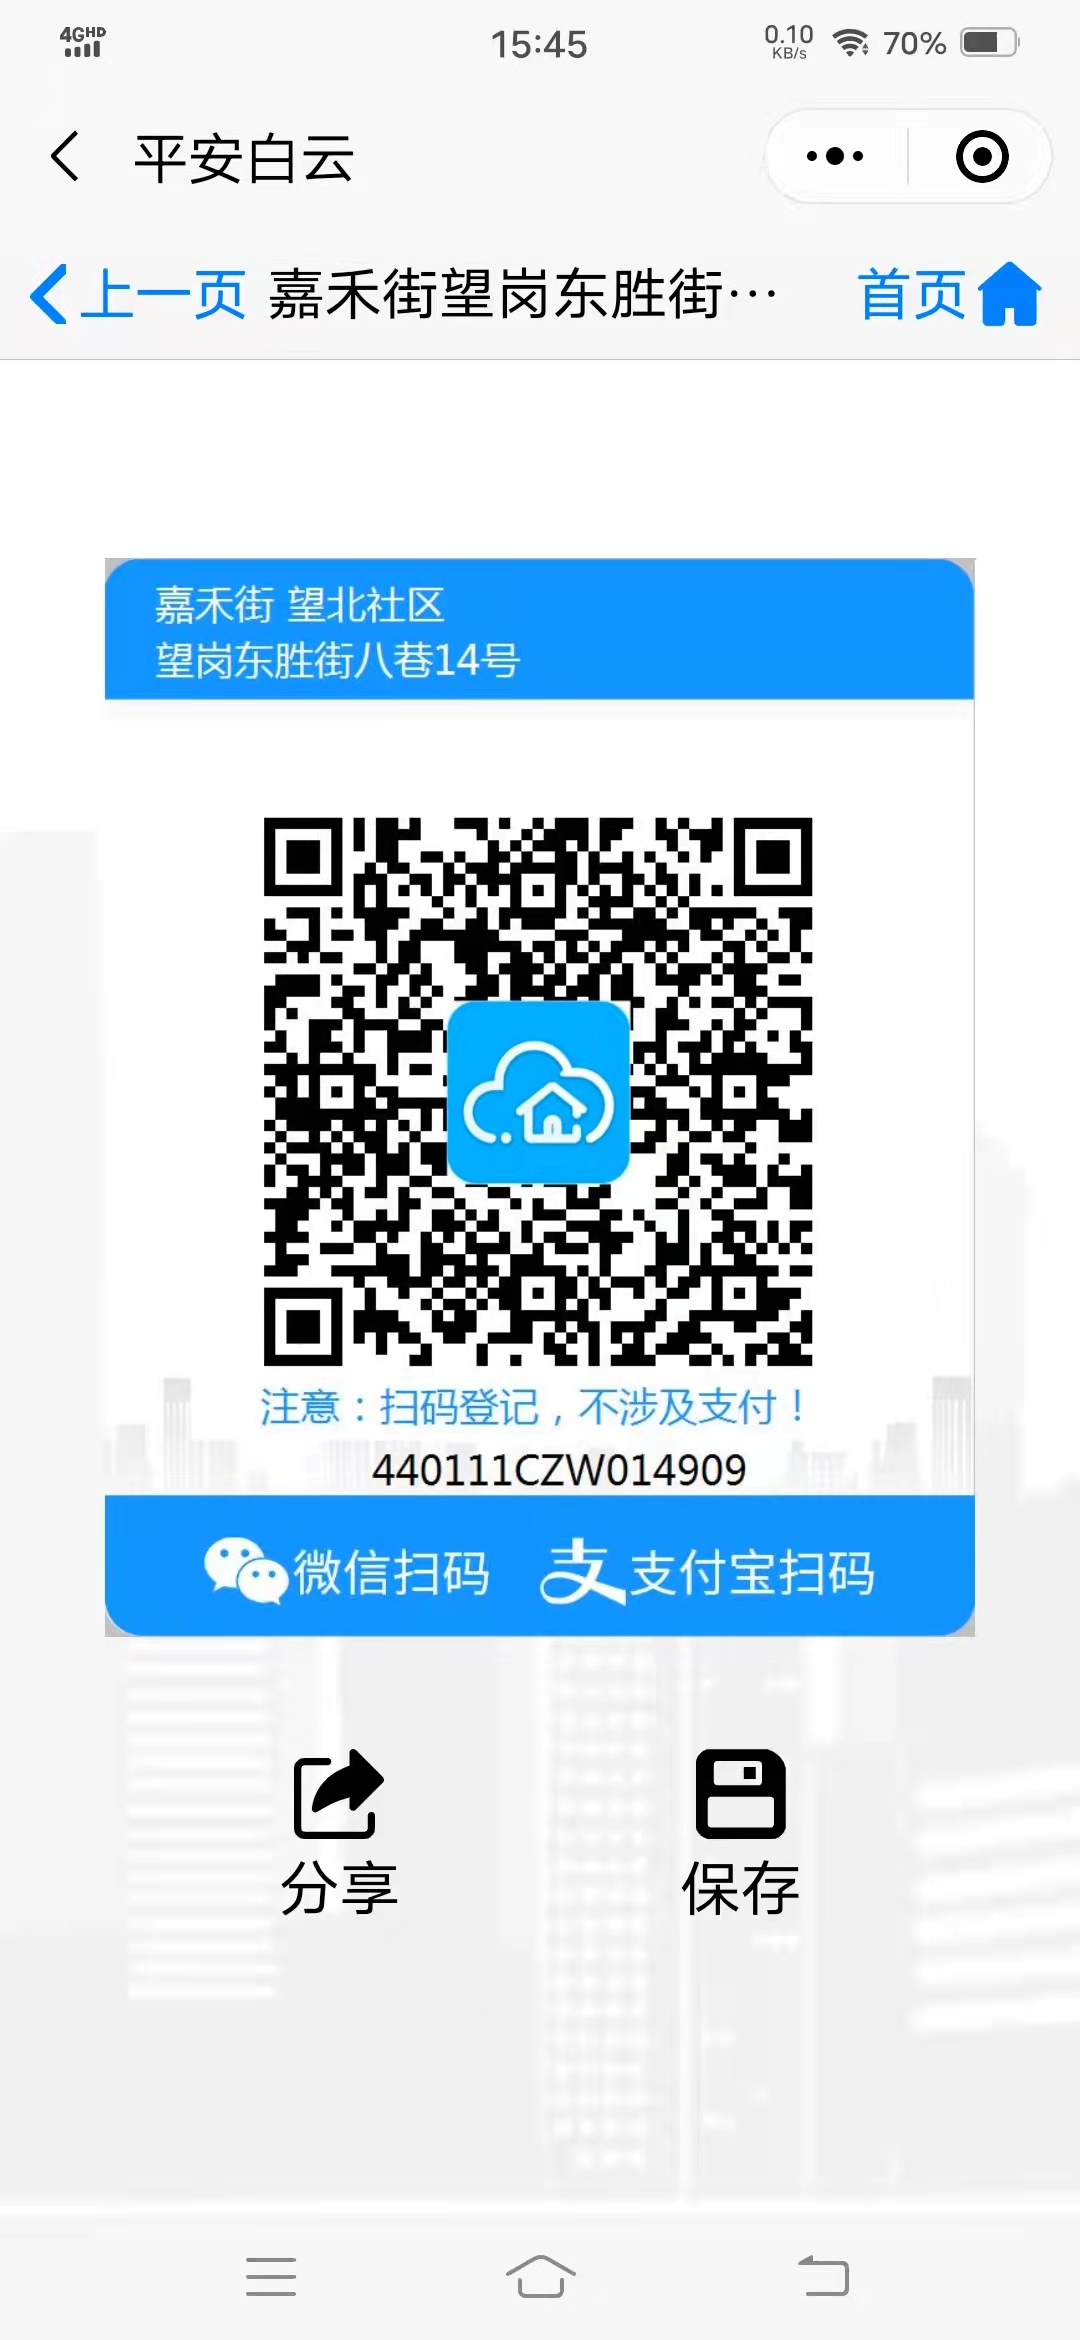 4GHD
15:45
0.10
KB/s
70%
平安白云
上一页 嘉禾街望岗东胜街… 首页
嘉禾街 望北社区
望岗东胜街八巷14号
注意：扫码登记，不涉及支付！
440111CZW014909
微信扫码 支 支付宝扫码
分享 保存